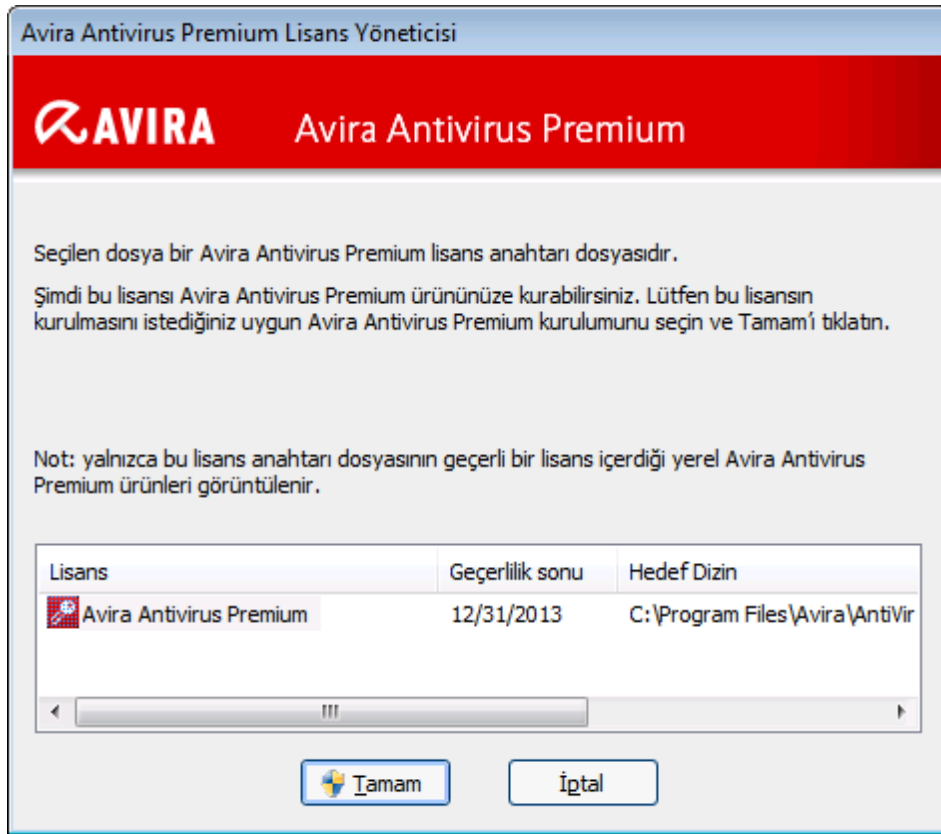 Avira Antivirus Premium Lisans Yöneticisi
AVIRA Avira Antivirus Premium
Seçilen dosya bir Avira Antivirus Premium lisans anahtarı dosyasıdır.
Şimdi bu lisansı Avira Antivirus Premium ürününüze kurabilirsiniz. Lütfen bu lisansın
kurulmasını istediğiniz uygun Avira Antivirus Premium kurulumunu seçin ve Tamam'ı tıklatın.
Not: yalnızca bu lisans anahtarı dosyasının geçerli bir lisans içerdiği yerel Avira Antivirus
Premium ürünleri görüntülenir.
Lisans Geçerlilik sonu Hedef Dizin
Avira Antivirus Premium 12/31/2013 C:\Program Files\Avira\AntiVir
Tamam İptal